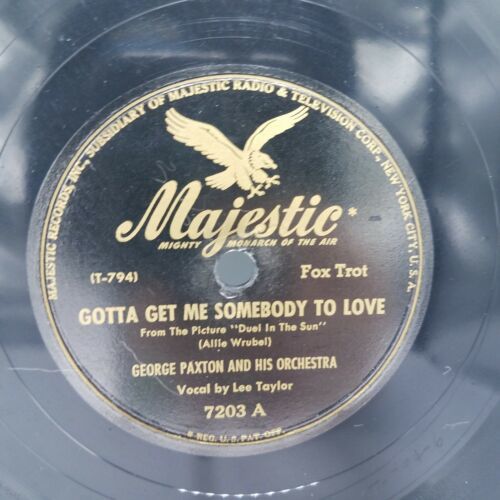 MAJESTIC RECORDS INC., SUBSIDIARY OF MAJESTIC RADIO & TELEVISION CORP., NEW YORK CITY, U.S.A.
Majestic*
MIGHTY MONARCH OF THE AIR
(T-794)
Fox Trot
GOTTA GET ME SOMEBODY TO LOVE
From The Picture "Duel In The Sun"
(Allie Wrubel)
GEORGE PAXTON AND HIS ORCHESTRA
Vocal by Lee Taylor
7203 A
REG. U.S. PAT. OFF.